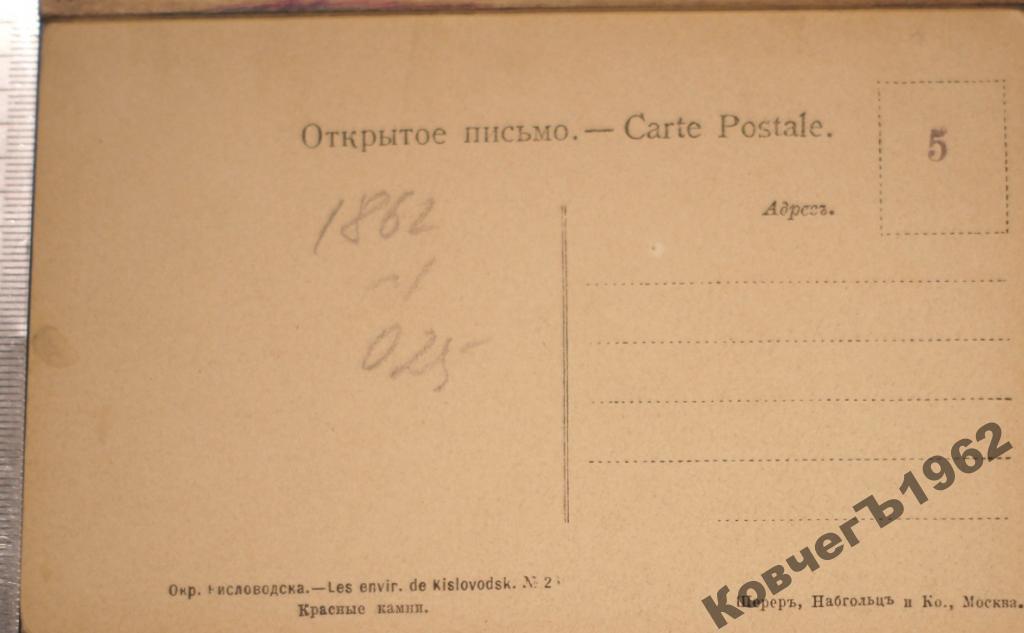 Открытое письмо. — Carte Postale.
5
Адресъ.
1862
-1
025-
Окр. Кисловодска. — Les envir. de Kislovodsk. № 2
Красные камни.
Шереръ, Набгольцъ и Ко., Москва.
КовчегЪ1962